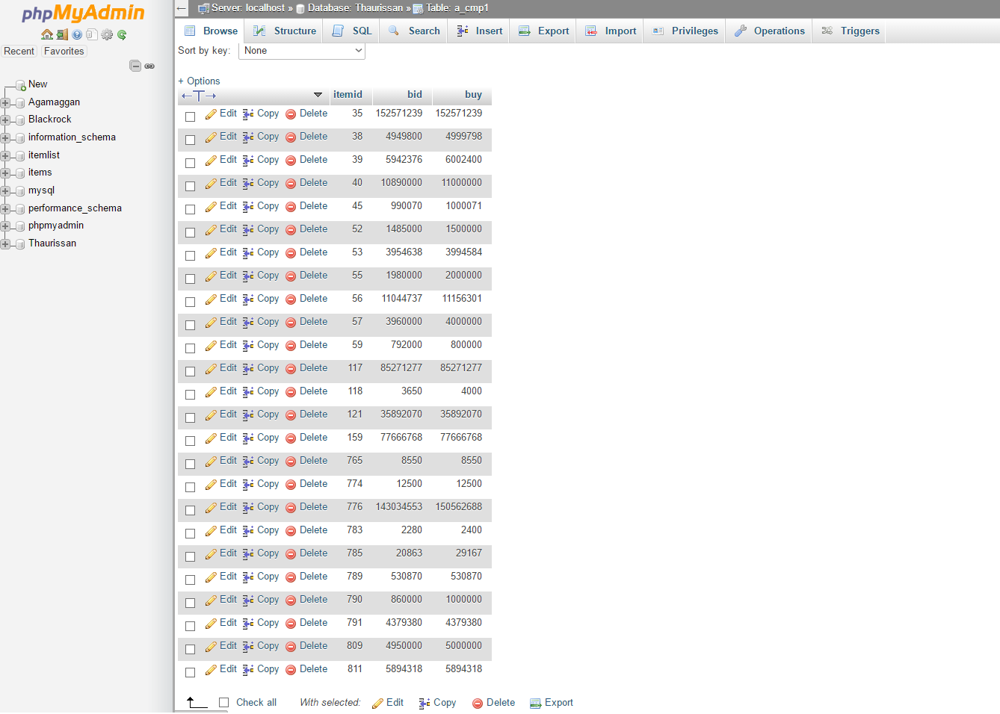 phpMyAdmin
Recent Favorites
New
Agamaggan
Blackrock
information_schema
itemlist
items
mysql
performance_schema
phpmyadmin
Thaurissan
Server: localhost » Database: Thaurissan » Table: a_cmp1
Browse Structure SQL Search Insert Export Import Privileges Operations Triggers
Sort by key: None
+ Options
←T→ itemid bid buy
Edit Copy Delete 35 152571239 152571239
Edit Copy Delete 38 4949800 4999798
Edit Copy Delete 39 5942376 6002400
Edit Copy Delete 40 10890000 11000000
Edit Copy Delete 45 990070 1000071
Edit Copy Delete 52 1485000 1500000
Edit Copy Delete 53 3954638 3994584
Edit Copy Delete 55 1980000 2000000
Edit Copy Delete 56 11044737 11156301
Edit Copy Delete 57 3960000 4000000
Edit Copy Delete 59 792000 800000
Edit Copy Delete 117 85271277 85271277
Edit Copy Delete 118 3650 4000
Edit Copy Delete 121 35892070 35892070
Edit Copy Delete 159 77666768 77666768
Edit Copy Delete 765 8550 8550
Edit Copy Delete 774 12500 12500
Edit Copy Delete 776 143034553 150562688
Edit Copy Delete 783 2280 2400
Edit Copy Delete 785 20863 29167
Edit Copy Delete 789 530870 530870
Edit Copy Delete 790 860000 1000000
Edit Copy Delete 791 4379380 4379380
Edit Copy Delete 809 4950000 5000000
Edit Copy Delete 811 5894318 5894318
Check all With selected: Edit Copy Delete Export